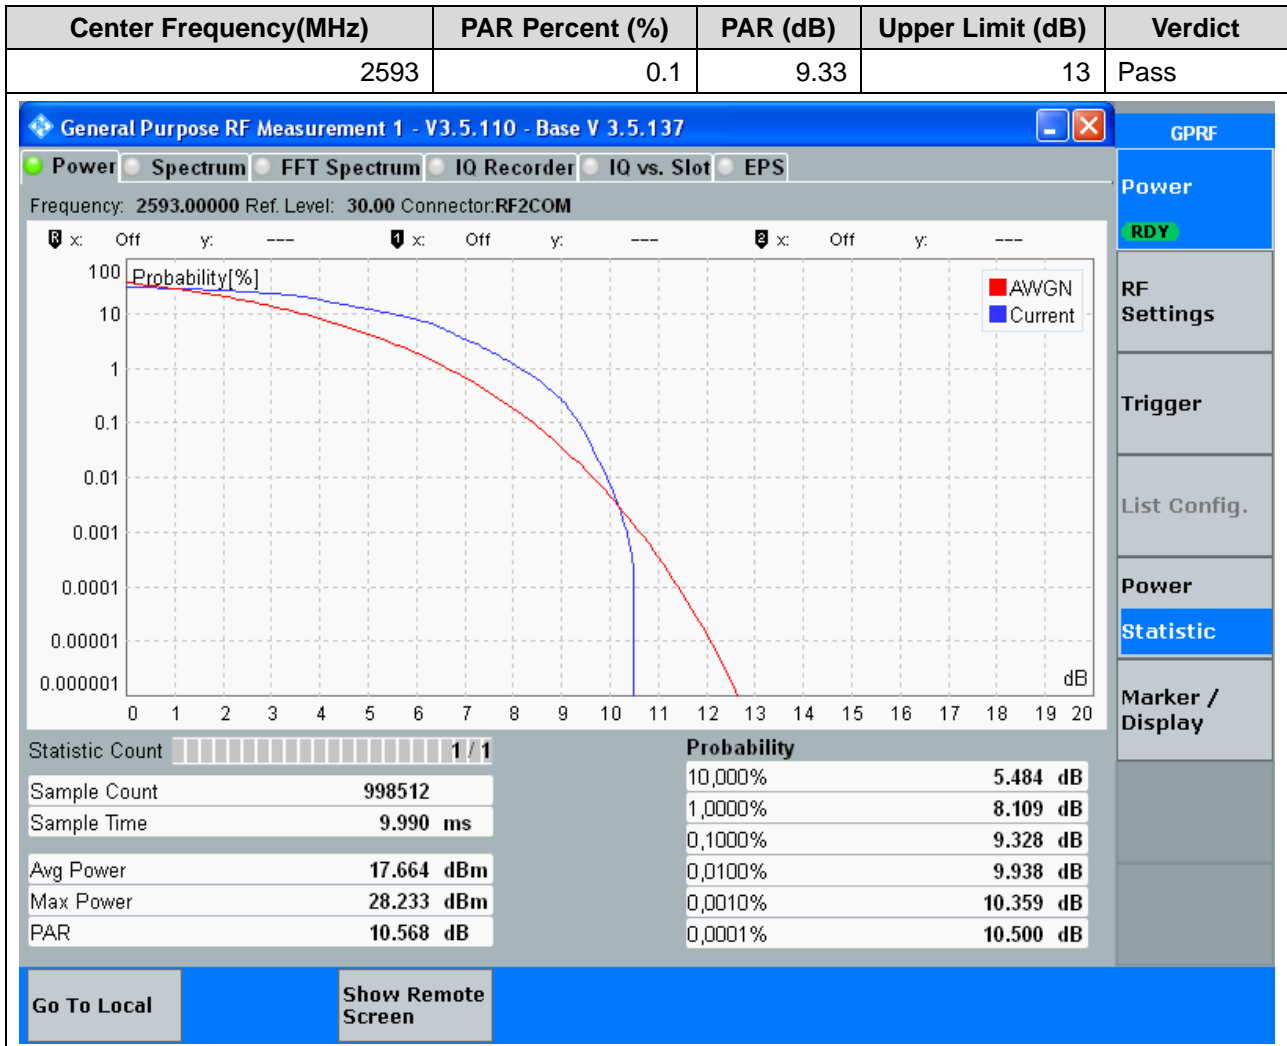 Center Frequency(MHz) PAR Percent (%) PAR (dB) Upper Limit (dB) Verdict
2593 0.1 9.33 13 Pass
General Purpose RF Measurement 1 - V3.5.110 - Base V 3.5.137
GPRF
Power Spectrum FFT Spectrum IQ Recorder IQ vs. Slot EPS
Frequency: 2593.00000 Ref. Level: 30.00 Connector:RF2COM
R x: Off y: --- 1 x: Off y: --- 2 x: Off y: ---
Probability[%]
100
10
1
0.1
0.01
0.001
0.0001
0.00001
0.000001
AWGN
Current
dB
0 1 2 3 4 5 6 7 8 9 10 11 12 13 14 15 16 17 18 19 20
Power
RDY
RF
Settings
Trigger
List Config.
Power
Statistic
Marker /
Display
Statistic Count 1 / 1
Sample Count 998512
Sample Time 9.990 ms
Avg Power 17.664 dBm
Max Power 28.233 dBm
PAR 10.568 dB
Probability
10,000% 5.484 dB
1,0000% 8.109 dB
0,1000% 9.328 dB
0,0100% 9.938 dB
0,0010% 10.359 dB
0,0001% 10.500 dB
Go To Local
Show Remote
Screen